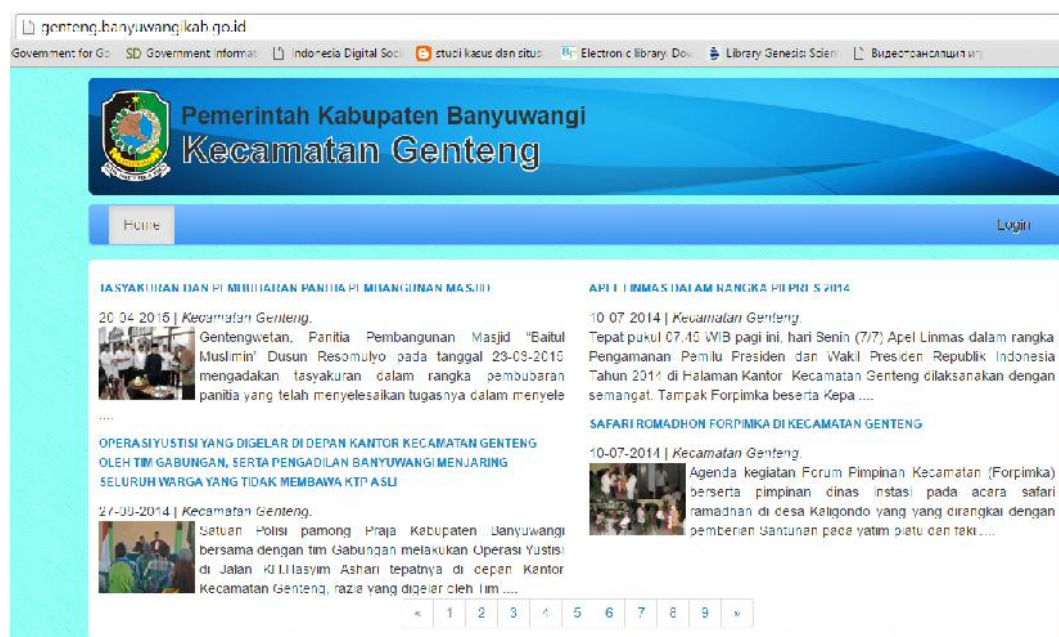 genteng.banyuwangikab.go.id
Government for Go
SD Government Informat
Indonesia Digital Soci
studi kasus dan situs
Electronic library. Dow
Library Genesis: Scien
Видеотрансляция иг
Pemerintah Kabupaten Banyuwangi
Kecamatan Genteng
Home
Login
TASYAKURAN DAN PEMBUBARAN PANITIA PEMBANGUNAN MASJID
20-04-2015 | Kecamatan Genteng.
Gentengwetan, Panitia Pembangunan Masjid "Baitul
Muslimin" Dusun Resomulyo pada tanggal 23-03-2015
mengadakan tasyakuran dalam rangka pembubaran
panitia yang telah menyelesaikan tugasnya dalam menyele
....
OPERASI YUSTISI YANG DIGELAR DI DEPAN KANTOR KECAMATAN GENTENG
OLEH TIM GABUNGAN, SERTA PENGADILAN BANYUWANGI MENJARING
SELURUH WARGA YANG TIDAK MEMBAWA KTP ASLI
27-08-2014 | Kecamatan Genteng.
Satuan Polisi pamong Praja Kabupaten Banyuwangi
bersama dengan tim Gabungan melakukan Operasi Yustisi
di Jalan KH.Hasyim Ashari tepatnya di depan Kantor
Kecamatan Genteng, razia yang digelar oleh Tim ....
APEL LINMAS DALAM RANGKA PILPRES 2014
10-07-2014 | Kecamatan Genteng.
Tepat pukul 07.45 WIB pagi ini, hari Senin (7/7) Apel Linmas dalam rangka
Pengamanan Pemilu Presiden dan Wakil Presiden Republik Indonesia
Tahun 2014 di Halaman Kantor Kecamatan Genteng dilaksanakan dengan
semangat. Tampak Forpimka beserta Kepa ....
SAFARI ROMADHON FORPIMKA DI KECAMATAN GENTENG
10-07-2014 | Kecamatan Genteng.
Agenda kegiatan Forum Pimpinan Kecamatan (Forpimka)
berserta pimpinan dinas instasi pada acara safari
ramadhan di desa Kaligondo yang yang dirangkai dengan
pemberian Santunan pada yatim piatu dan faki ....
« 1 2 3 4 5 6 7 8 9 »